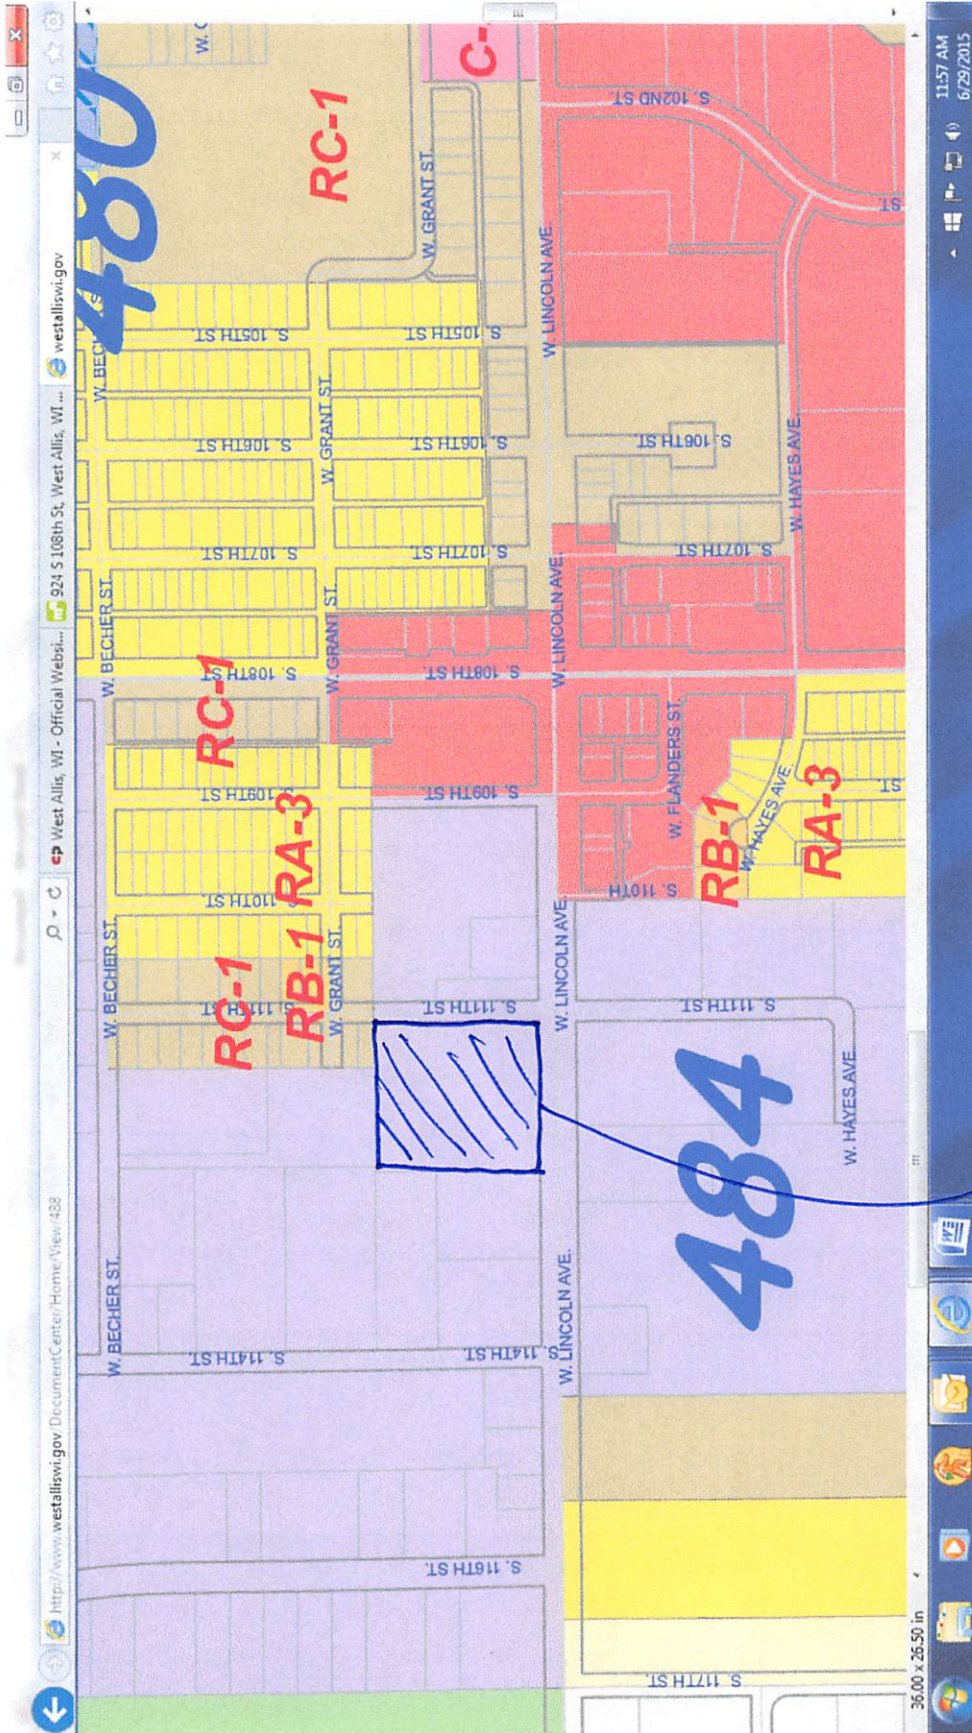 http://www.westalliswi.gov/DocumentCenter/Home/View/488
West Allis, WI - Official Websi...
924 S 108th St, West Allis, WI ...
westalliswi.gov
480
W. BECHER ST.
W. BECHER ST.
W. BECHER ST.
S. 116TH ST.
S. 114TH ST.
S. 114TH ST.
RC-1
RB-1
RA-3
RC-1
RC-1
C-
S. 110TH ST.
S. 109TH ST.
S. 108TH ST.
S. 107TH ST.
S. 106TH ST.
S. 105TH ST.
W. GRANT ST.
W. GRANT ST.
W. GRANT ST.
W. GRANT ST.
S. 111TH ST.
S. 109TH ST.
S. 108TH ST.
S. 107TH ST.
S. 106TH ST.
S. 105TH ST.
W. LINCOLN AVE.
W. LINCOLN AVE.
W. LINCOLN AVE.
W. LINCOLN AVE.
W. LINCOLN AVE.
S. 117TH ST.
484
S. 111TH ST.
S. 110TH
W. FLANDERS ST.
S. 107TH ST.
S. 106TH ST.
S. 102ND ST.
RB-1
W. HAYES AVE.
W. HAYES AVE.
W. HAYES AVE.
RA-3
ST.
ST.
36.00 x 26.50 in
11:57 AM
6/29/2015